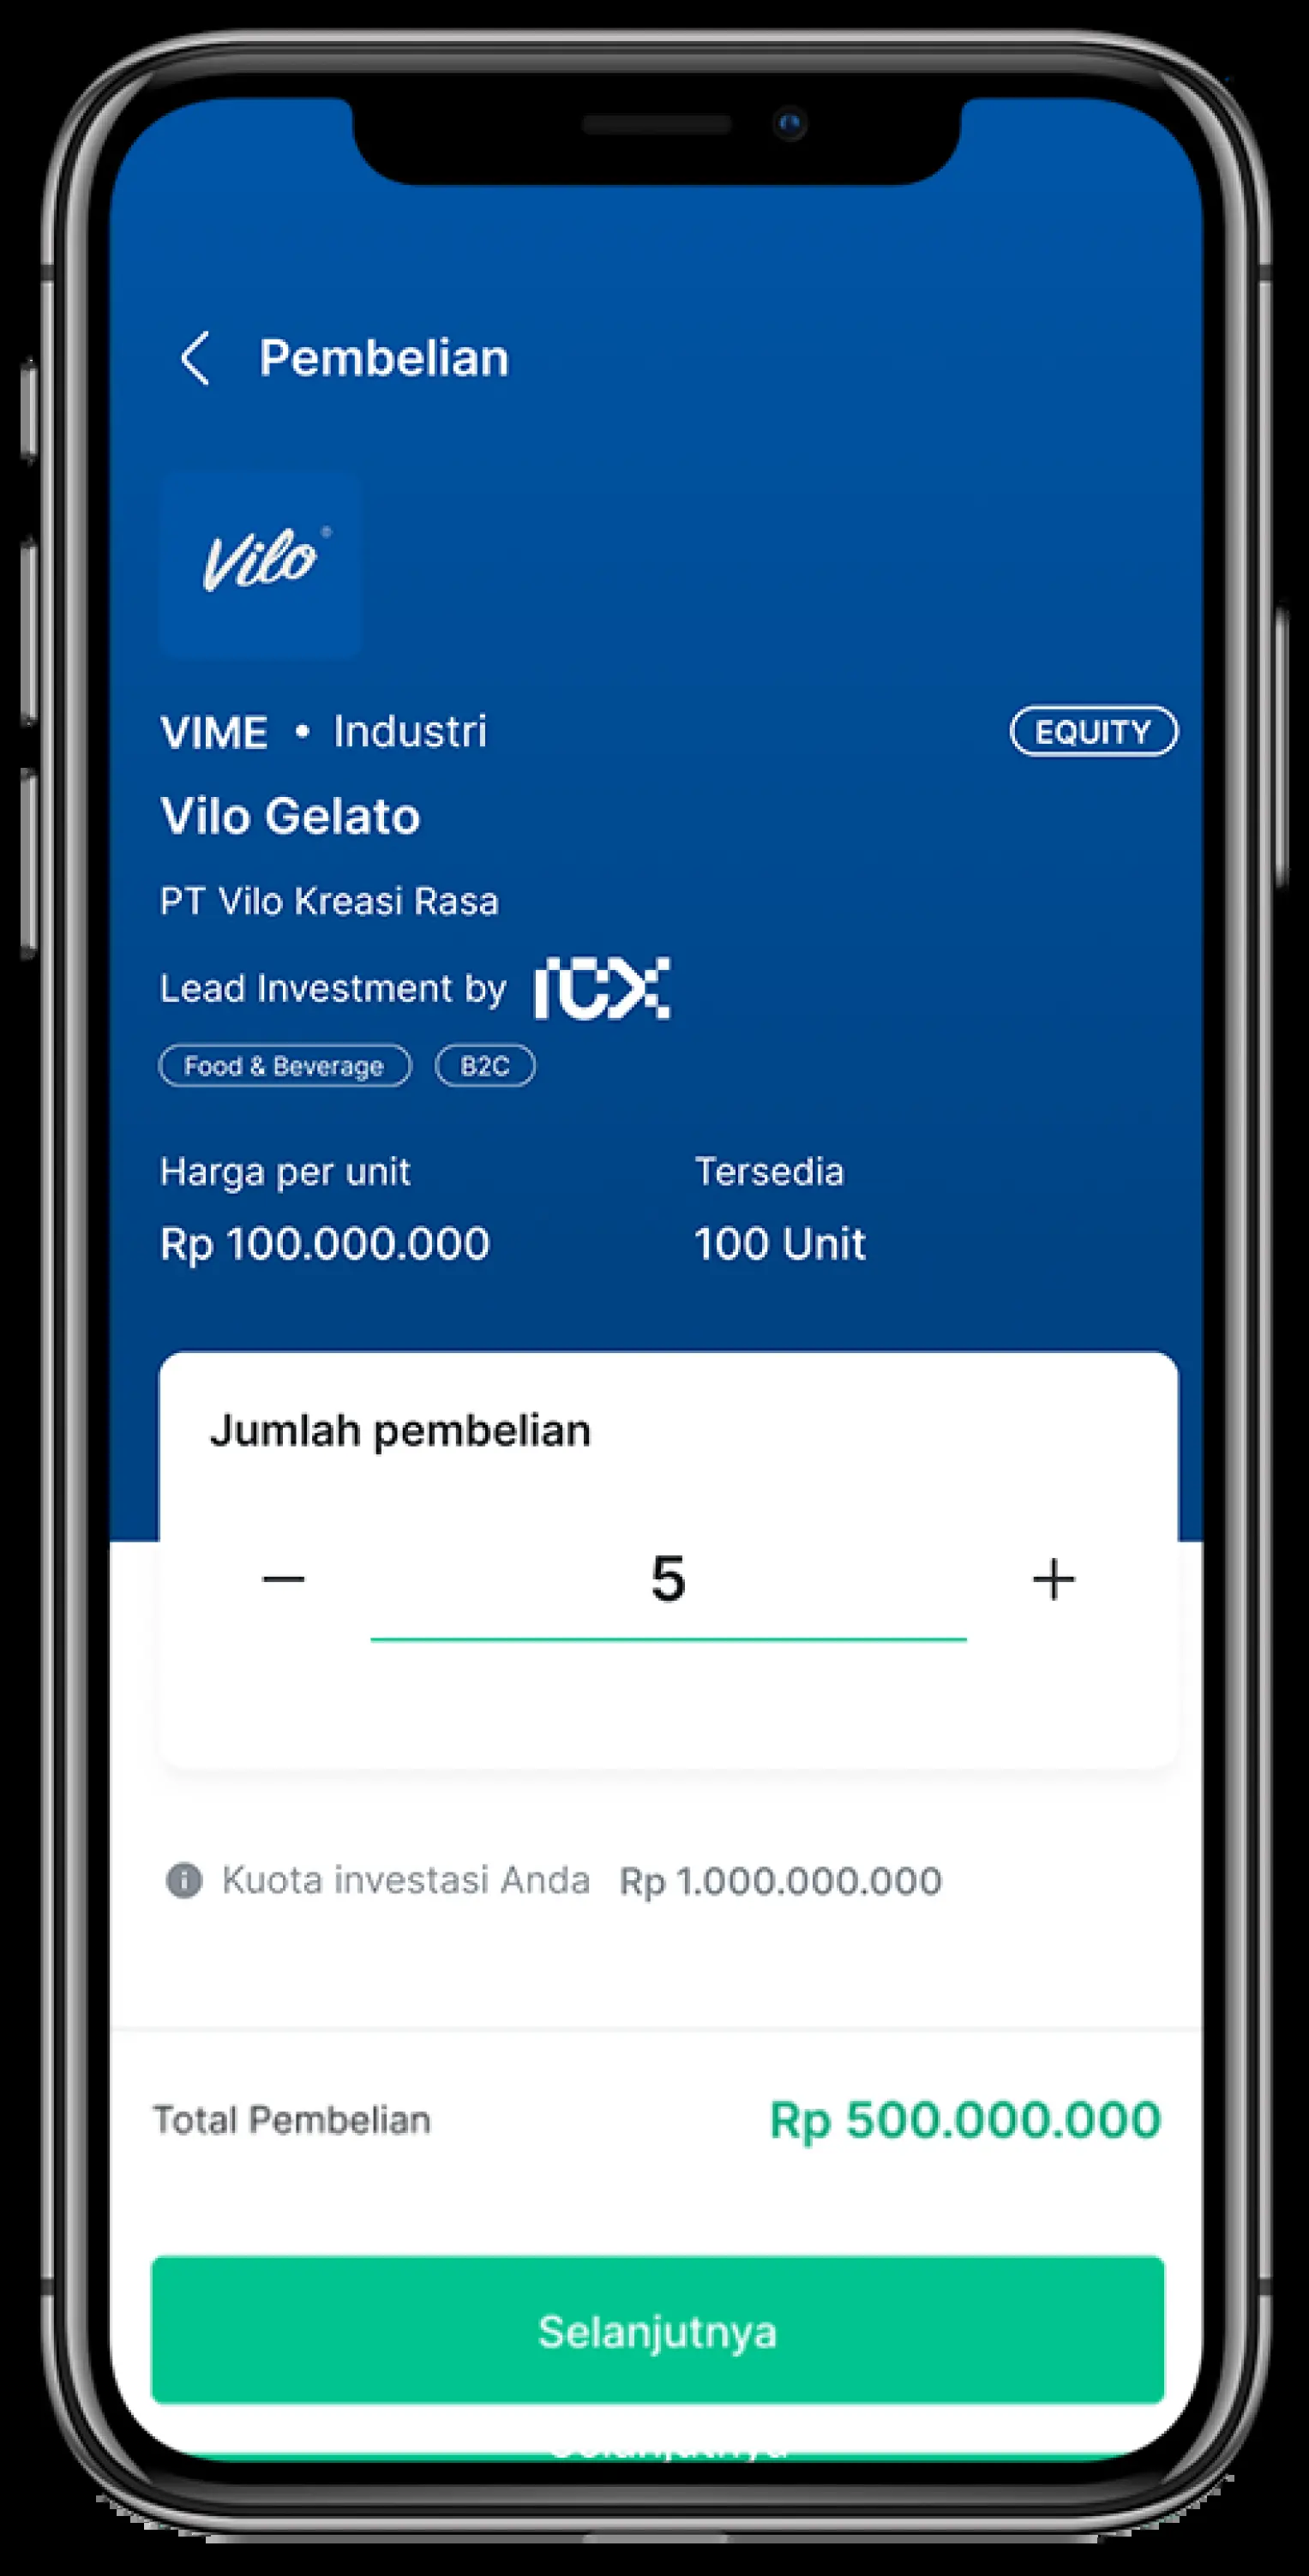 Pembelian
Vilo®
VIME • Industri
EQUITY
Vilo Gelato
PT Vilo Kreasi Rasa
Lead Investment by ICX
Food & Beverage
B2C
Harga per unit
Tersedia
Rp 100.000.000
100 Unit
Jumlah pembelian
− 5 +
Kuota investasi Anda Rp 1.000.000.000
Total Pembelian
Rp 500.000.000
Selanjutnya